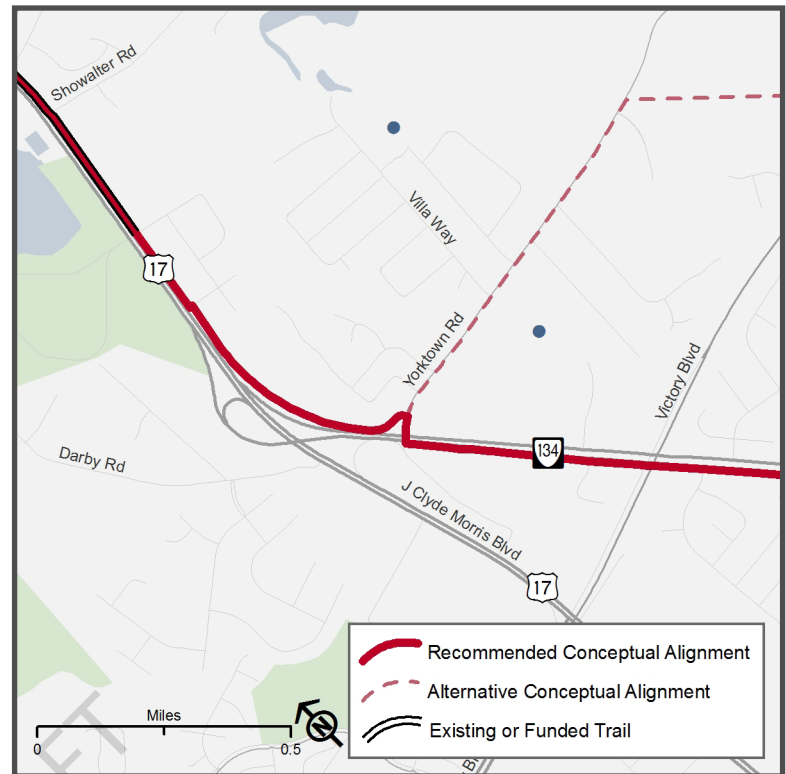 Showalter Rd
Villa Way
17
Yorktown Rd
Victory Blvd
Darby Rd
134
J Clyde Morris Blvd
17
Recommended Conceptual Alignment
Alternative Conceptual Alignment
Existing or Funded Trail
Miles
0
0.5
N